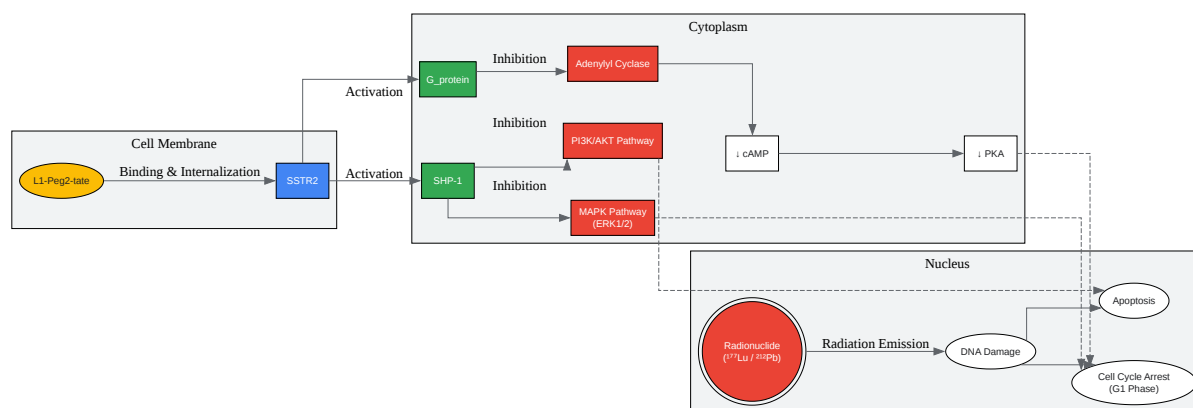 Cytoplasm
Inhibition
G_protein
Adenylyl Cyclase
Activation
Inhibition
PI3K/AKT Pathway
Cell Membrane
↓ cAMP
↓ PKA
L1-Peg2-tate
Binding & Internalization
SSTR2
Activation
SHP-1
Inhibition
MAPK Pathway
(ERK1/2)
Nucleus
Apoptosis
Radionuclide
(¹⁷⁷Lu / ²¹²Pb)
Radiation Emission
DNA Damage
Cell Cycle Arrest
(G1 Phase)